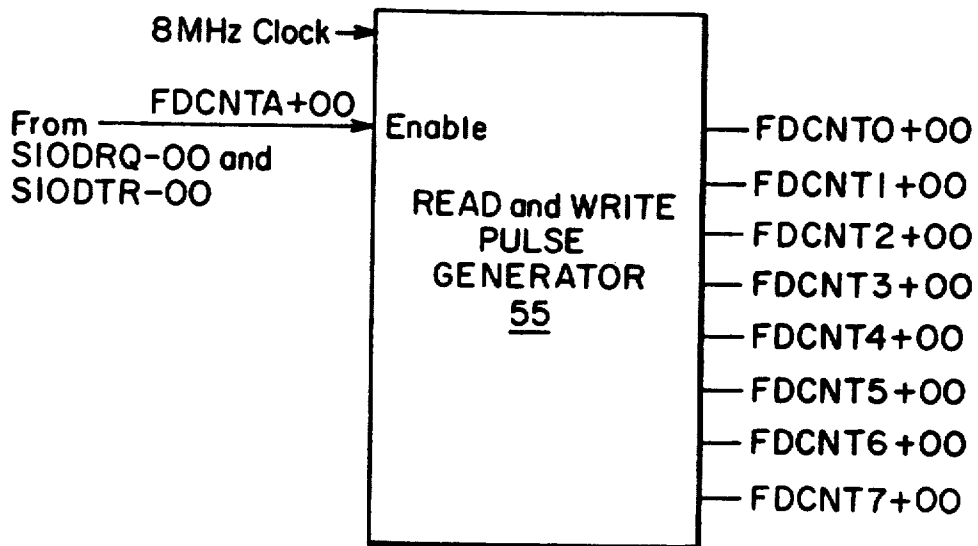 8MHz Clock
FDCNTA+00
From
SIODRQ-00 and
SIODTR-00
Enable
READ and WRITE
PULSE
GENERATOR
55
FDCNT0+00
FDCNT1+00
FDCNT2+00
FDCNT3+00
FDCNT4+00
FDCNT5+00
FDCNT6+00
FDCNT7+00